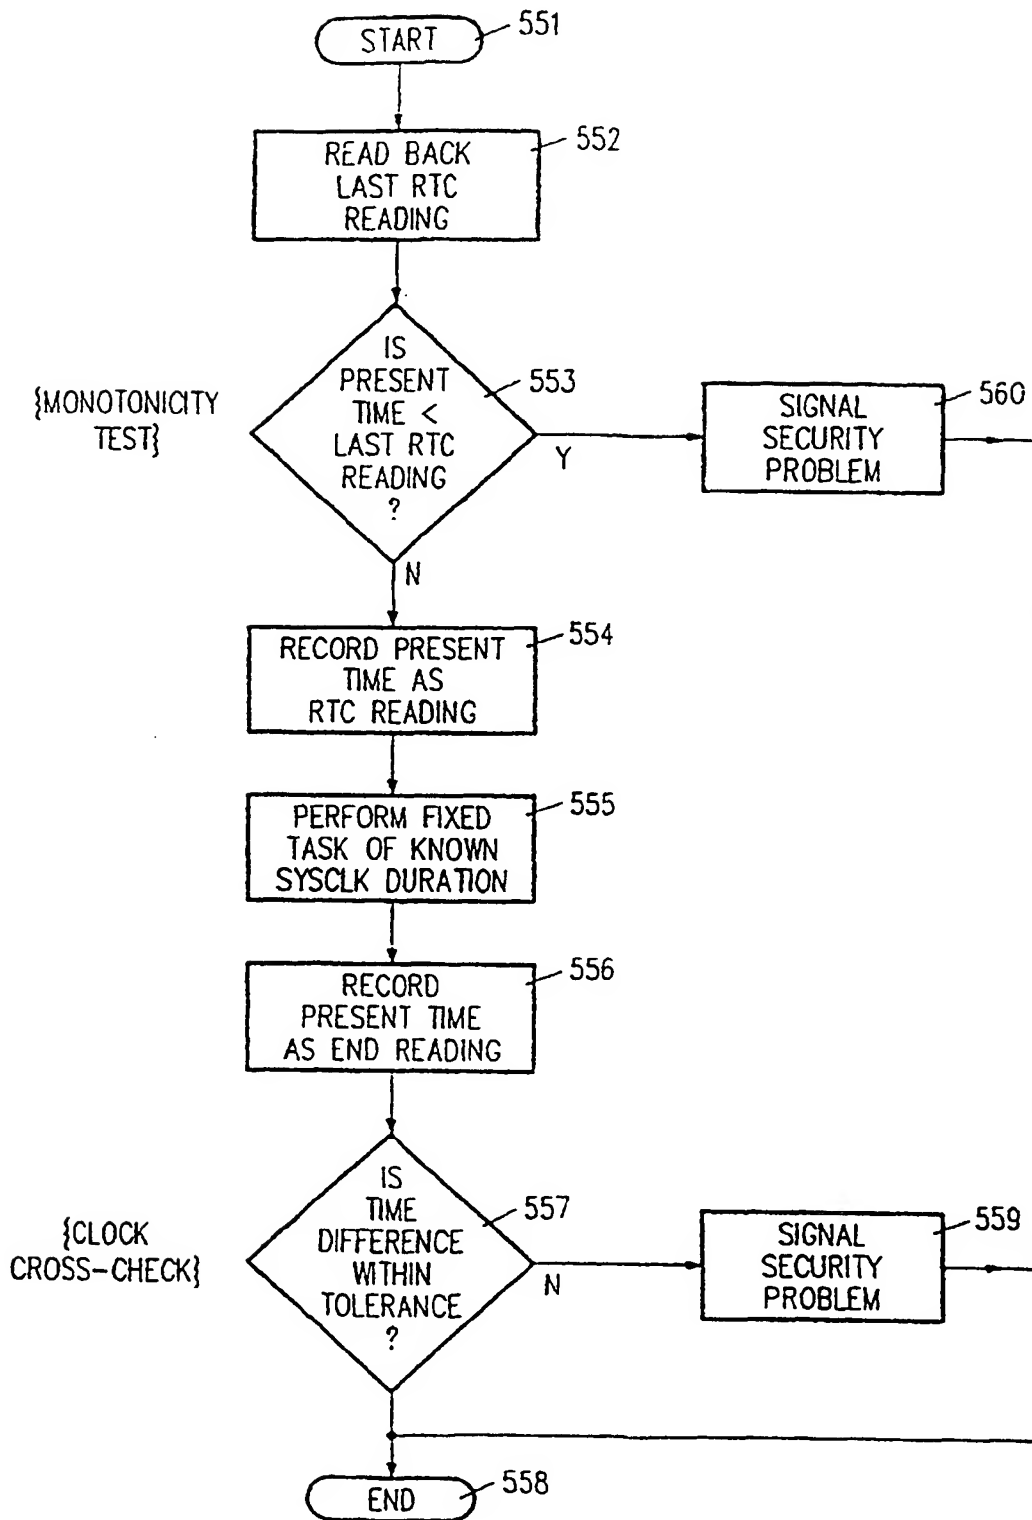 START
551
READ BACK
LAST RTC
READING
552
IS
PRESENT
TIME <
LAST RTC
READING
?
553
{MONOTONICITY
TEST}
Y
SIGNAL
SECURITY
PROBLEM
560
N
RECORD PRESENT
TIME AS
RTC READING
554
PERFORM FIXED
TASK OF KNOWN
SYSCLK DURATION
555
RECORD
PRESENT TIME
AS END READING
556
IS
TIME
DIFFERENCE
WITHIN
TOLERANCE
?
557
{CLOCK
CROSS-CHECK}
N
SIGNAL
SECURITY
PROBLEM
559
END
558